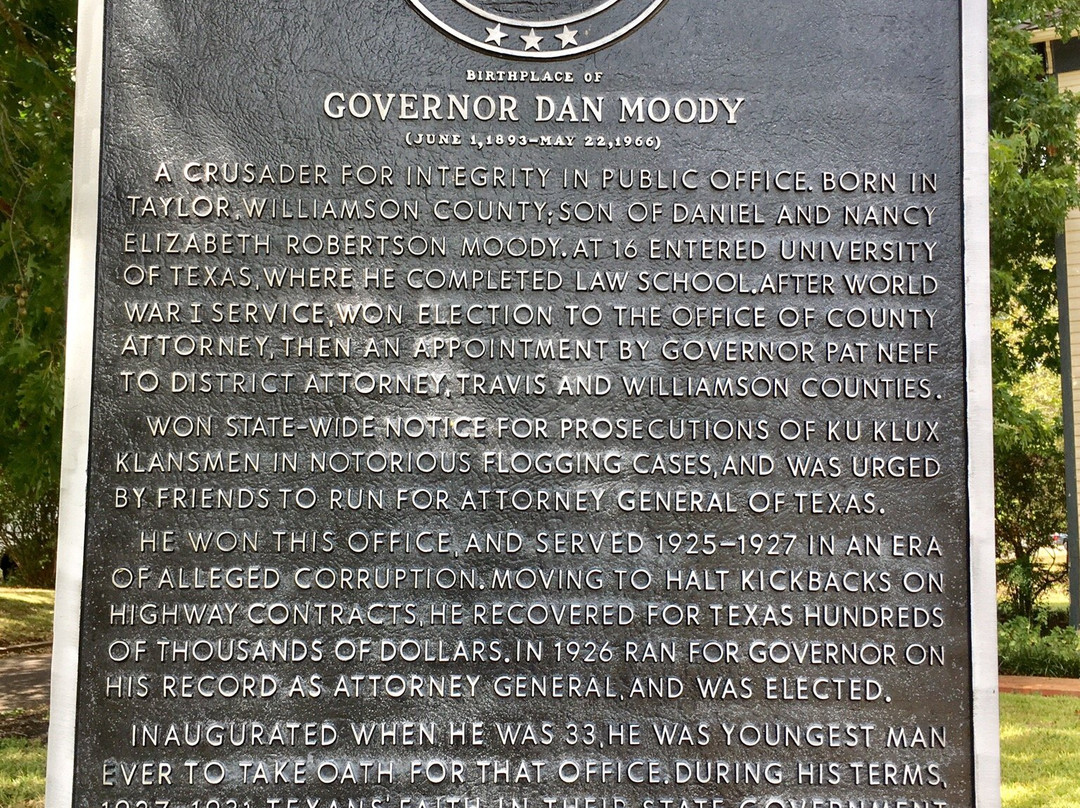 BIRTHPLACE OF
GOVERNOR DAN MOODY
(JUNE 1,1893–MAY 22,1966)
A CRUSADER FOR INTEGRITY IN PUBLIC OFFICE. BORN IN
TAYLOR, WILLIAMSON COUNTY; SON OF DANIEL AND NANCY
ELIZABETH ROBERTSON MOODY. AT 16 ENTERED UNIVERSITY
OF TEXAS, WHERE HE COMPLETED LAW SCHOOL. AFTER WORLD
WAR I SERVICE, WON ELECTION TO THE OFFICE OF COUNTY
ATTORNEY, THEN AN APPOINTMENT BY GOVERNOR PAT NEFF
TO DISTRICT ATTORNEY, TRAVIS AND WILLIAMSON COUNTIES.
WON STATE-WIDE NOTICE FOR PROSECUTIONS OF KU KLUX
KLANSMEN IN NOTORIOUS FLOGGING CASES, AND WAS URGED
BY FRIENDS TO RUN FOR ATTORNEY GENERAL OF TEXAS.
HE WON THIS OFFICE, AND SERVED 1925–1927 IN AN ERA
OF ALLEGED CORRUPTION. MOVING TO HALT KICKBACKS ON
HIGHWAY CONTRACTS, HE RECOVERED FOR TEXAS HUNDREDS
OF THOUSANDS OF DOLLARS. IN 1926 RAN FOR GOVERNOR ON
HIS RECORD AS ATTORNEY GENERAL, AND WAS ELECTED.
INAUGURATED WHEN HE WAS 33, HE WAS YOUNGEST MAN
EVER TO TAKE OATH FOR THAT OFFICE. DURING HIS TERMS,
1927–1931 TEXANS' FAITH IN THEIR STATE